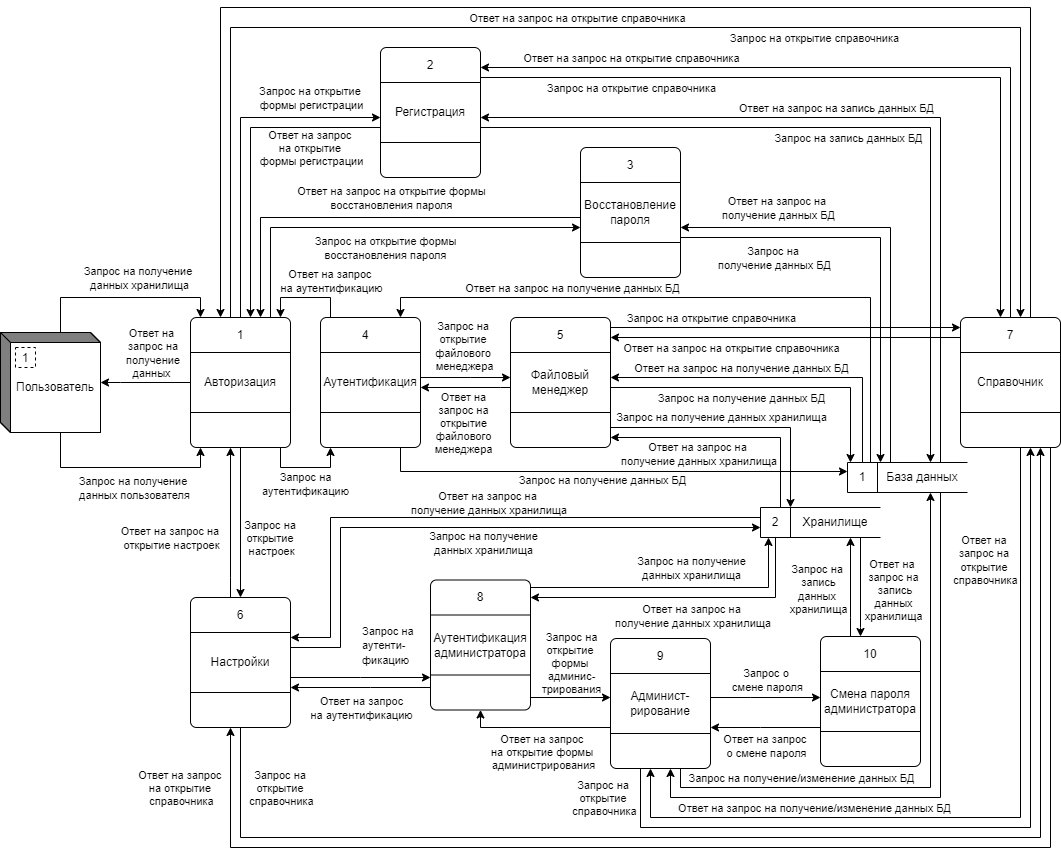 Ответ на запрос на открытие справочника
Запрос на открытие справочника
2
Регистрация
Ответ на запрос на открытие справочника
Запрос на открытие справочника
Запрос на открытие
формы регистрации
Ответ на запрос на запись данных БД
Запрос на запись данных БД
Ответ на запрос
на открытие
формы регистрации
3
Восстановление
пароля
Ответ на запрос на открытие формы
восстановления пароля
Запрос на открытие формы
восстановления пароля
Ответ на запрос на
получение данных БД
Запрос на
получение данных БД
Запрос на получение
данных хранилища
Ответ на запрос
на аутентификацию
Ответ на запрос на получение данных БД
1
Пользователь
Ответ на
запрос на
получение
данных
1
Авторизация
4
Аутентификация
Запрос на
открытие
файлового
менеджера
Ответ на
запрос на
открытие
файлового
менеджера
5
Файловый
менеджер
Запрос на открытие справочника
Ответ на запрос на открытие справочника
Ответ на запрос на получение данных БД
Запрос на получение данных БД
Запрос на получение данных хранилища
Ответ на запрос на
получение данных хранилища
7
Справочник
Запрос на получение
данных пользователя
Запрос на
аутентификацию
Запрос на получение данных БД
1
База данных
Ответ на запрос на
получение данных хранилища
Запрос на получение
данных хранилища
2
Хранилище
Ответ на запрос на
открытие настроек
Запрос на
открытие
настроек
Запрос на получение
данных хранилища
Ответ на запрос на
получение данных хранилища
Запрос на
запись
данных
хранилища
Ответ на
запрос на
запись
данных
хранилища
Ответ на
запрос на
открытие
справочника
6
Настройки
Запрос на
аутенти-
фикацию
Ответ на запрос
на аутентификацию
8
Аутентификация
администратора
Запрос на
открытие
формы
админис-
трирования
Ответ на запрос
на открытие формы
администрирования
9
Админист-
рирование
Запрос о
смене пароля
Ответ на запрос
о смене пароля
10
Смена пароля
администратора
Ответ на запрос
на открытие
справочника
Запрос на
открытие
справочника
Запрос на
открытие
справочника
Запрос на получение/изменение данных БД
Ответ на запрос на получение/изменение данных БД